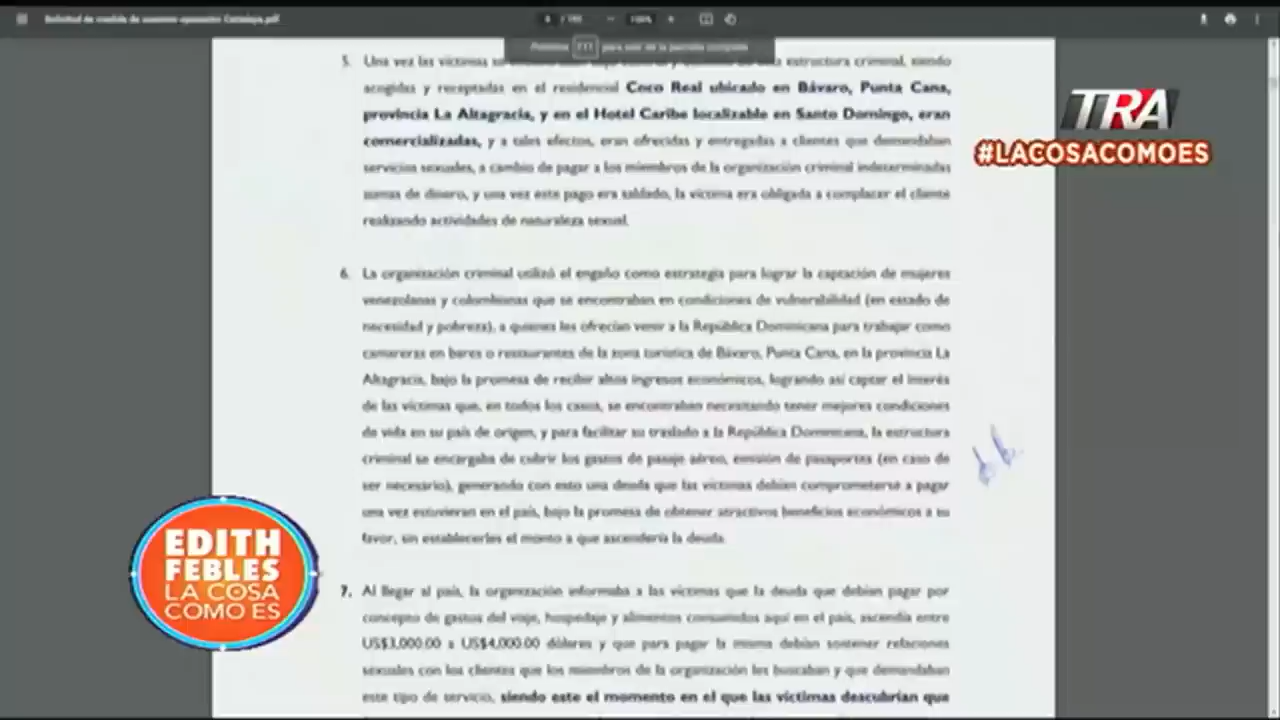 Solicitud de medida de coercion operacion Cataleya.pdf
100%
5. Una vez las víctimas estructura criminal, siendo
acogidas y receptadas en el residencial Coco Real ubicado en Bávaro, Punta Cana,
provincia La Altagracia, y en el Hotel Caribe localizable en Santo Domingo, eran
comercializadas, y a tales efectos, eran ofrecidas y entregadas a clientes que demandaban
servicios sexuales, a cambio de pagar a los miembros de la organización criminal indeterminadas
sumas de dinero, y una vez este pago era saldado, la víctima era obligada a complacer el cliente
realizando actividades de naturaleza sexual.
6. La organización criminal utilizó el engaño como estrategia para lograr la captación de mujeres
venezolanas y colombianas que se encontraban en condiciones de vulnerabilidad (en estado de
necesidad y pobreza), a quienes les ofrecían venir a la República Dominicana para trabajar como
camareras en bares o restaurantes de la zona turística de Bávaro, Punta Cana, en la provincia La
Altagracia, bajo la promesa de recibir altos ingresos económicos, logrando así captar el interés
de las víctimas que, en todos los casos, se encontraban necesitando tener mejores condiciones
de vida en su país de origen, y para facilitar su traslado a la República Dominicana, la estructura
criminal se encargaba de cubrir los gastos de pasaje aéreo, emisión de pasaportes (en caso de
ser necesario), generando con esto una deuda que las víctimas debían comprometerse a pagar
una vez estuvieran en el país, bajo la promesa de obtener atractivos beneficios económicos a su
favor, sin establecerles el monto a que ascendería la deuda.
7. Al llegar al país, la organización informaba a las víctimas que la deuda que debían pagar por
concepto de gastos del viaje, hospedaje y alimentos consumidos aquí en el país, ascendía entre
US$3,000.00 a US$4,000.00 dólares y que para pagar la misma debían sostener relaciones
sexuales con los clientes que los miembros de la organización les buscaban y que demandaban
este tipo de servicio, siendo este el momento en el que las víctimas descubrían que
TRA
#LACOSACOMOES
EDITH
FEBLES
LA COSA
COMO ES